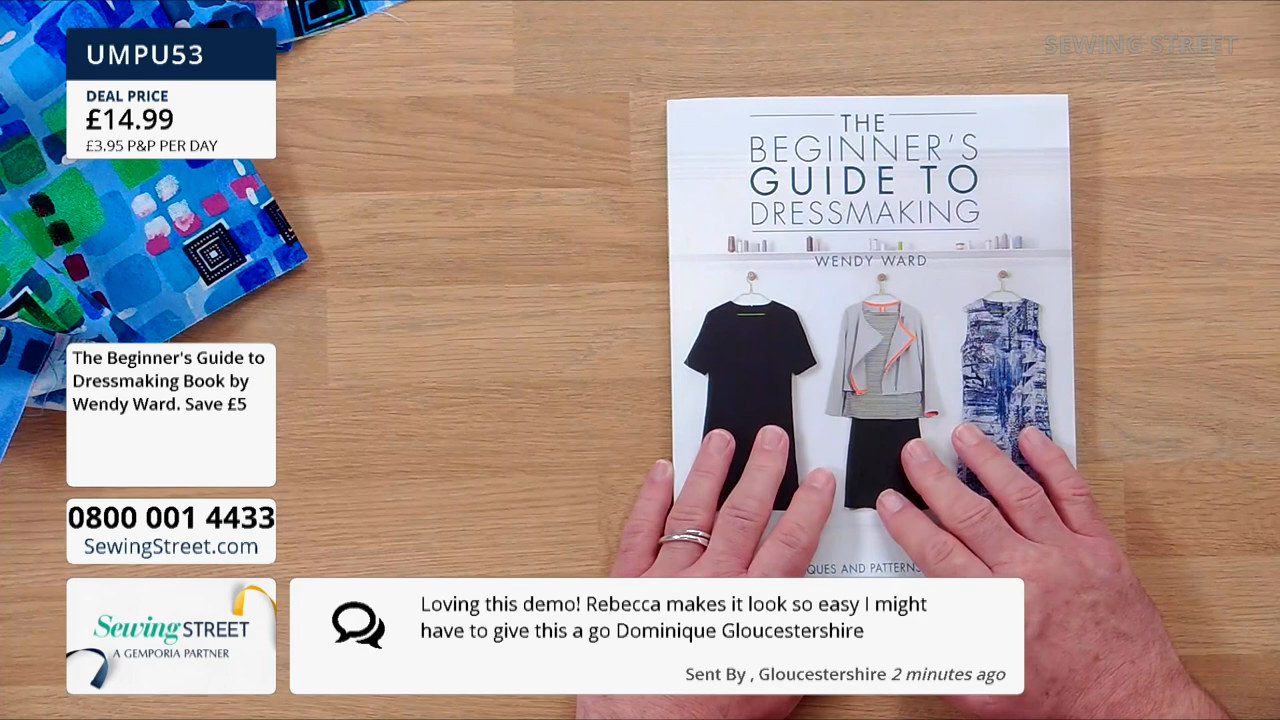 UMPU53
DEAL PRICE
£14.99
£3.95 P&P PER DAY
SEWING STREET
THE
BEGINNER'S
GUIDE TO
DRESSMAKING
WENDY WARD
The Beginner's Guide to
Dressmaking Book by
Wendy Ward. Save £5
0800 001 4433
SewingStreet.com
AND PATTERNS
Sewing STREET
A GEMPORIA PARTNER
Loving this demo! Rebecca makes it look so easy I might
have to give this a go Dominique Gloucestershire
Sent By , Gloucestershire 2 minutes ago